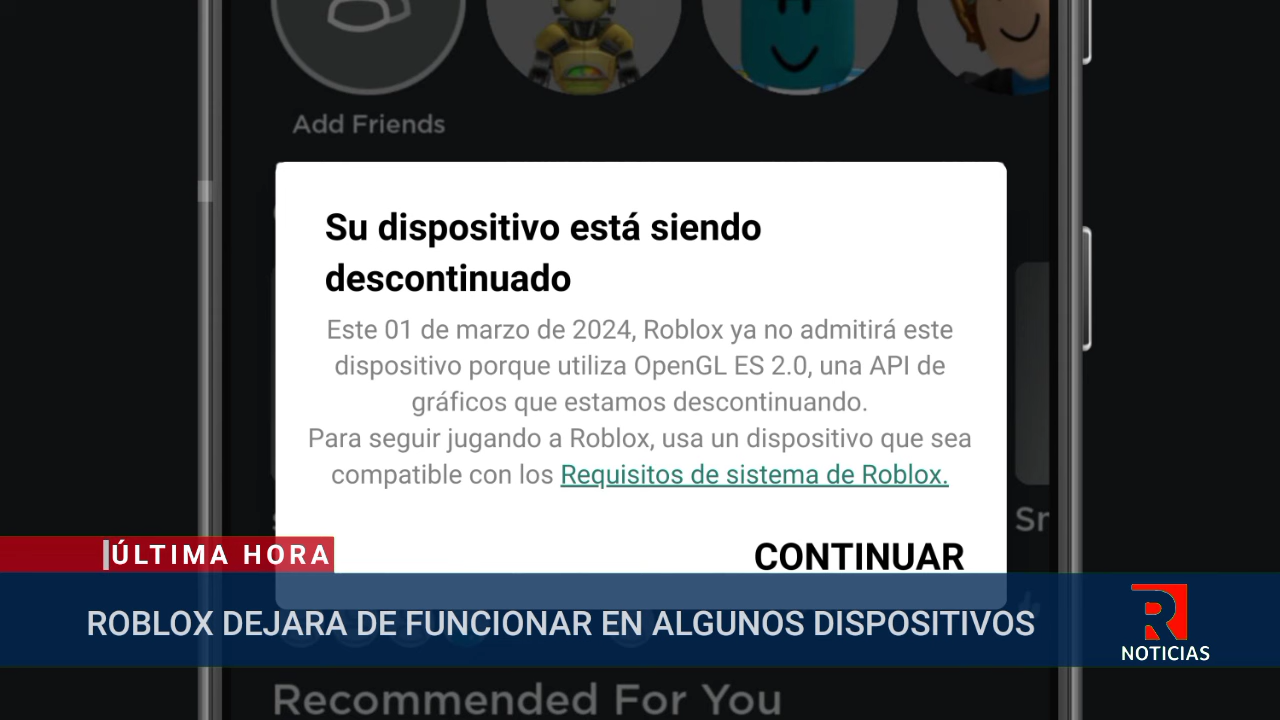 Add Friends
Su dispositivo está siendo
descontinuado
Este 01 de marzo de 2024, Roblox ya no admitirá este
dispositivo porque utiliza OpenGL ES 2.0, una API de
gráficos que estamos descontinuando.
Para seguir jugando a Roblox, usa un dispositivo que sea
compatible con los Requisitos de sistema de Roblox.
Sr
CONTINUAR
ÚLTIMA HORA
ROBLOX DEJARA DE FUNCIONAR EN ALGUNOS DISPOSITIVOS
R
NOTICIAS
Recommended For You